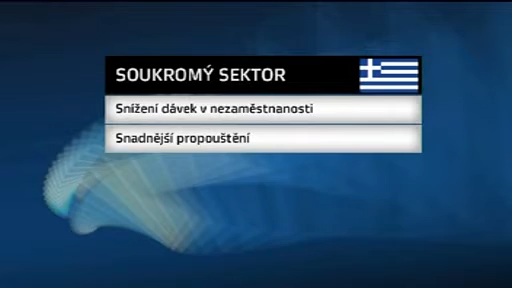 SOUKROMÝ SEKTOR
Snížení dávek v nezaměstnanosti
Snadnější propouštění